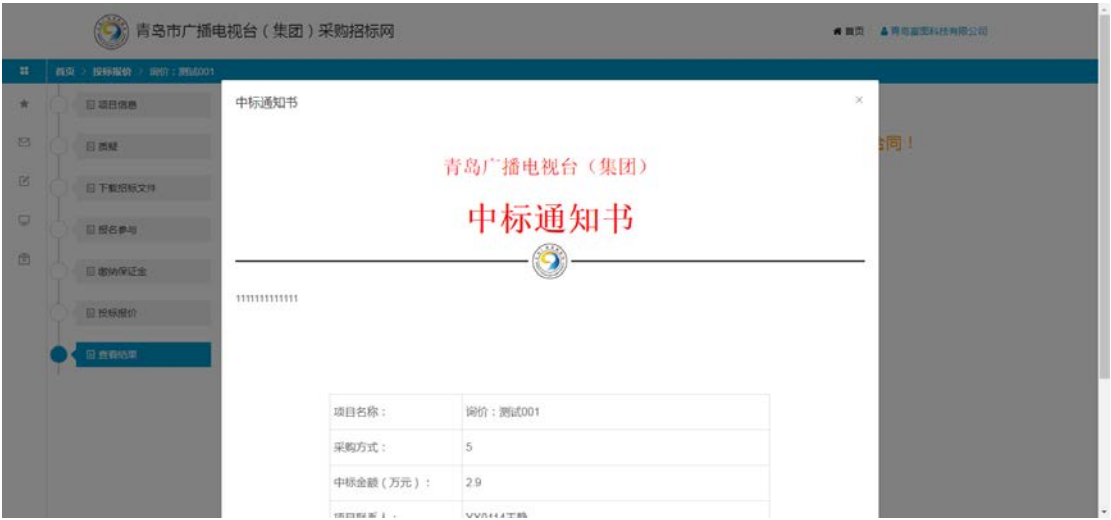 青岛市广播电视台（集团）采购招标网
首页
首页 > 投标报价 > 询价：测试001
项目信息
质疑
下载招标文件
报名参与
缴纳保证金
投标报价
查看结果
合同！
中标通知书
×
青岛广播电视台（集团）
中标通知书
1111111111111
项目名称： 询价：测试001
采购方式： 5
中标金额（万元）： 2.9
项目联系人：